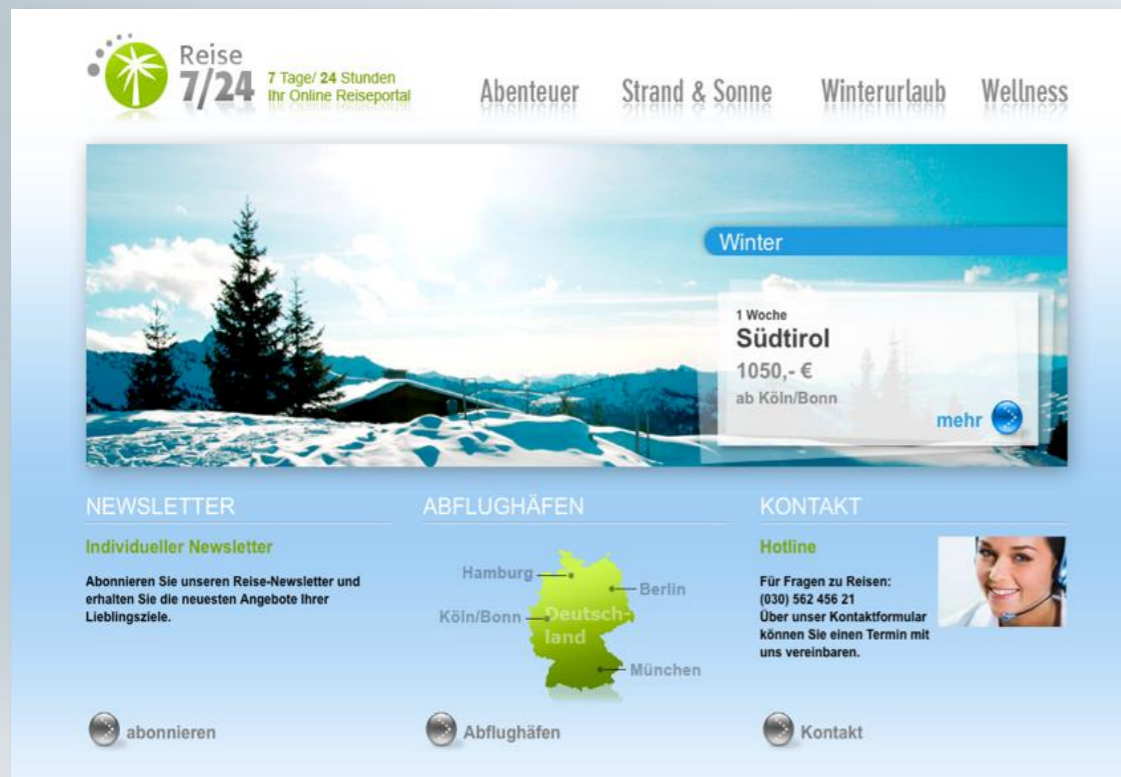 Reise
7/24
7 Tage/ 24 Stunden
Ihr Online Reiseportal
Abenteuer
Strand & Sonne
Winterurlaub
Wellness
Winter
1 Woche
Südtirol
1050,- €
ab Köln/Bonn
mehr
NEWSLETTER
Individueller Newsletter
Abonnieren Sie unseren Reise-Newsletter und
erhalten Sie die neuesten Angebote Ihrer
Lieblingsziele.
abonnieren
ABFLUGHÄFEN
Hamburg
Berlin
Köln/Bonn
Deutsch-
land
München
Abflughäfen
KONTAKT
Hotline
Für Fragen zu Reisen:
(030) 562 456 21
Über unser Kontaktformular
können Sie einen Termin mit
uns vereinbaren.
Kontakt